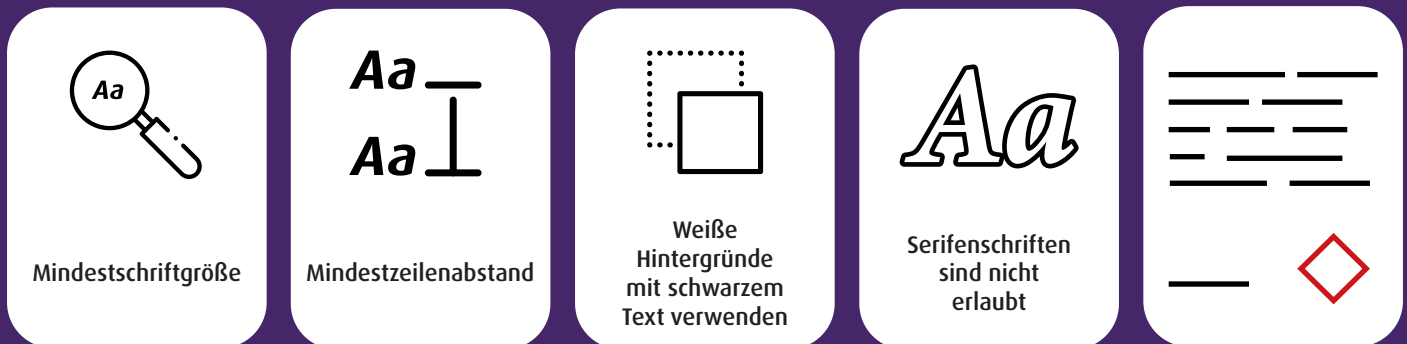 Aa
Mindestschriftgröße
Aa
Aa
Mindestzeilenabstand
Weiße
Hintergründe
mit schwarzem
Text verwenden
Aa
Serifenschriften
sind nicht
erlaubt